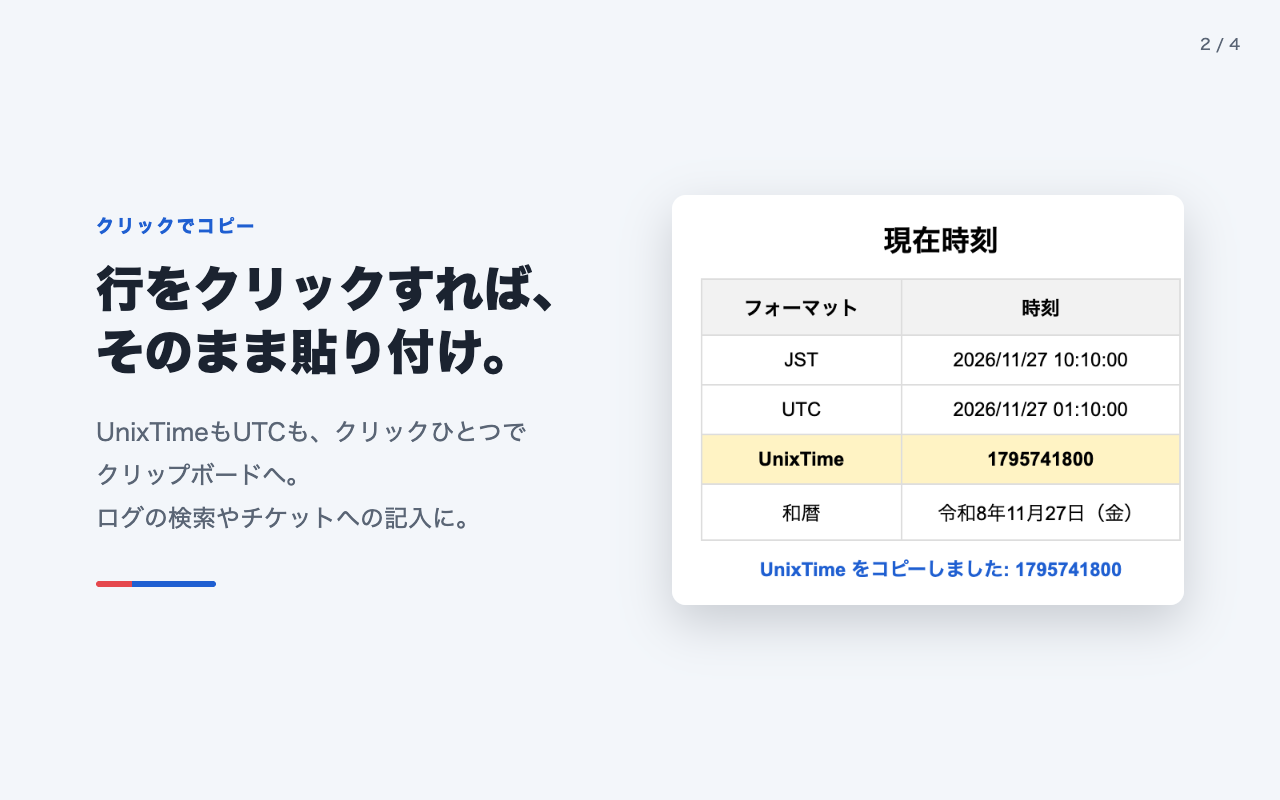 2 / 4
クリックでコピー
行をクリックすれば、
そのまま貼り付け。
UnixTimeもUTCも、クリックひとつで
クリップボードへ。
ログの検索やチケットへの記入に。
現在時刻
フォーマット 時刻
JST 2026/11/27 10:10:00
UTC 2026/11/27 01:10:00
UnixTime 1795741800
和暦 令和8年11月27日（金）
UnixTime をコピーしました: 1795741800